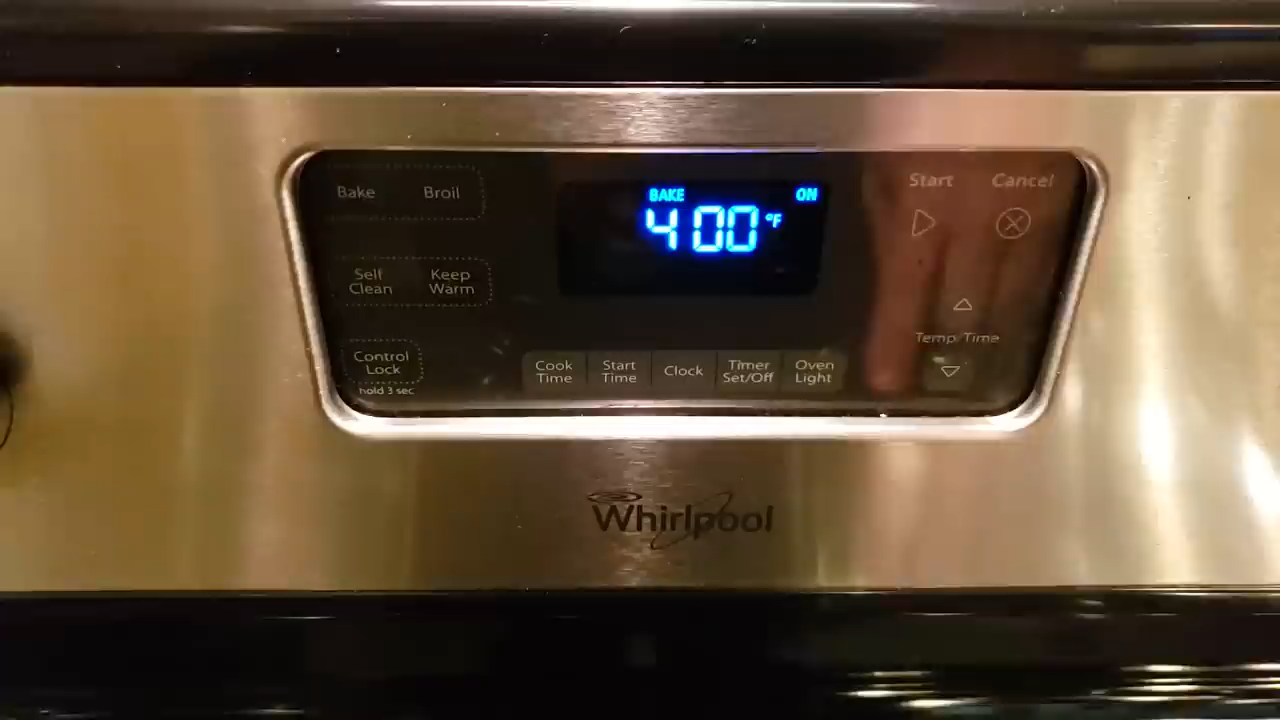 Bake Broil
BAKE ON
400 °F
Start Cancel
Self Clean
Keep Warm
Temp/Time
Control Lock
hold 3 sec
Cook Time
Start Time
Clock
Timer Set/Off
Oven Light
Whirlpool